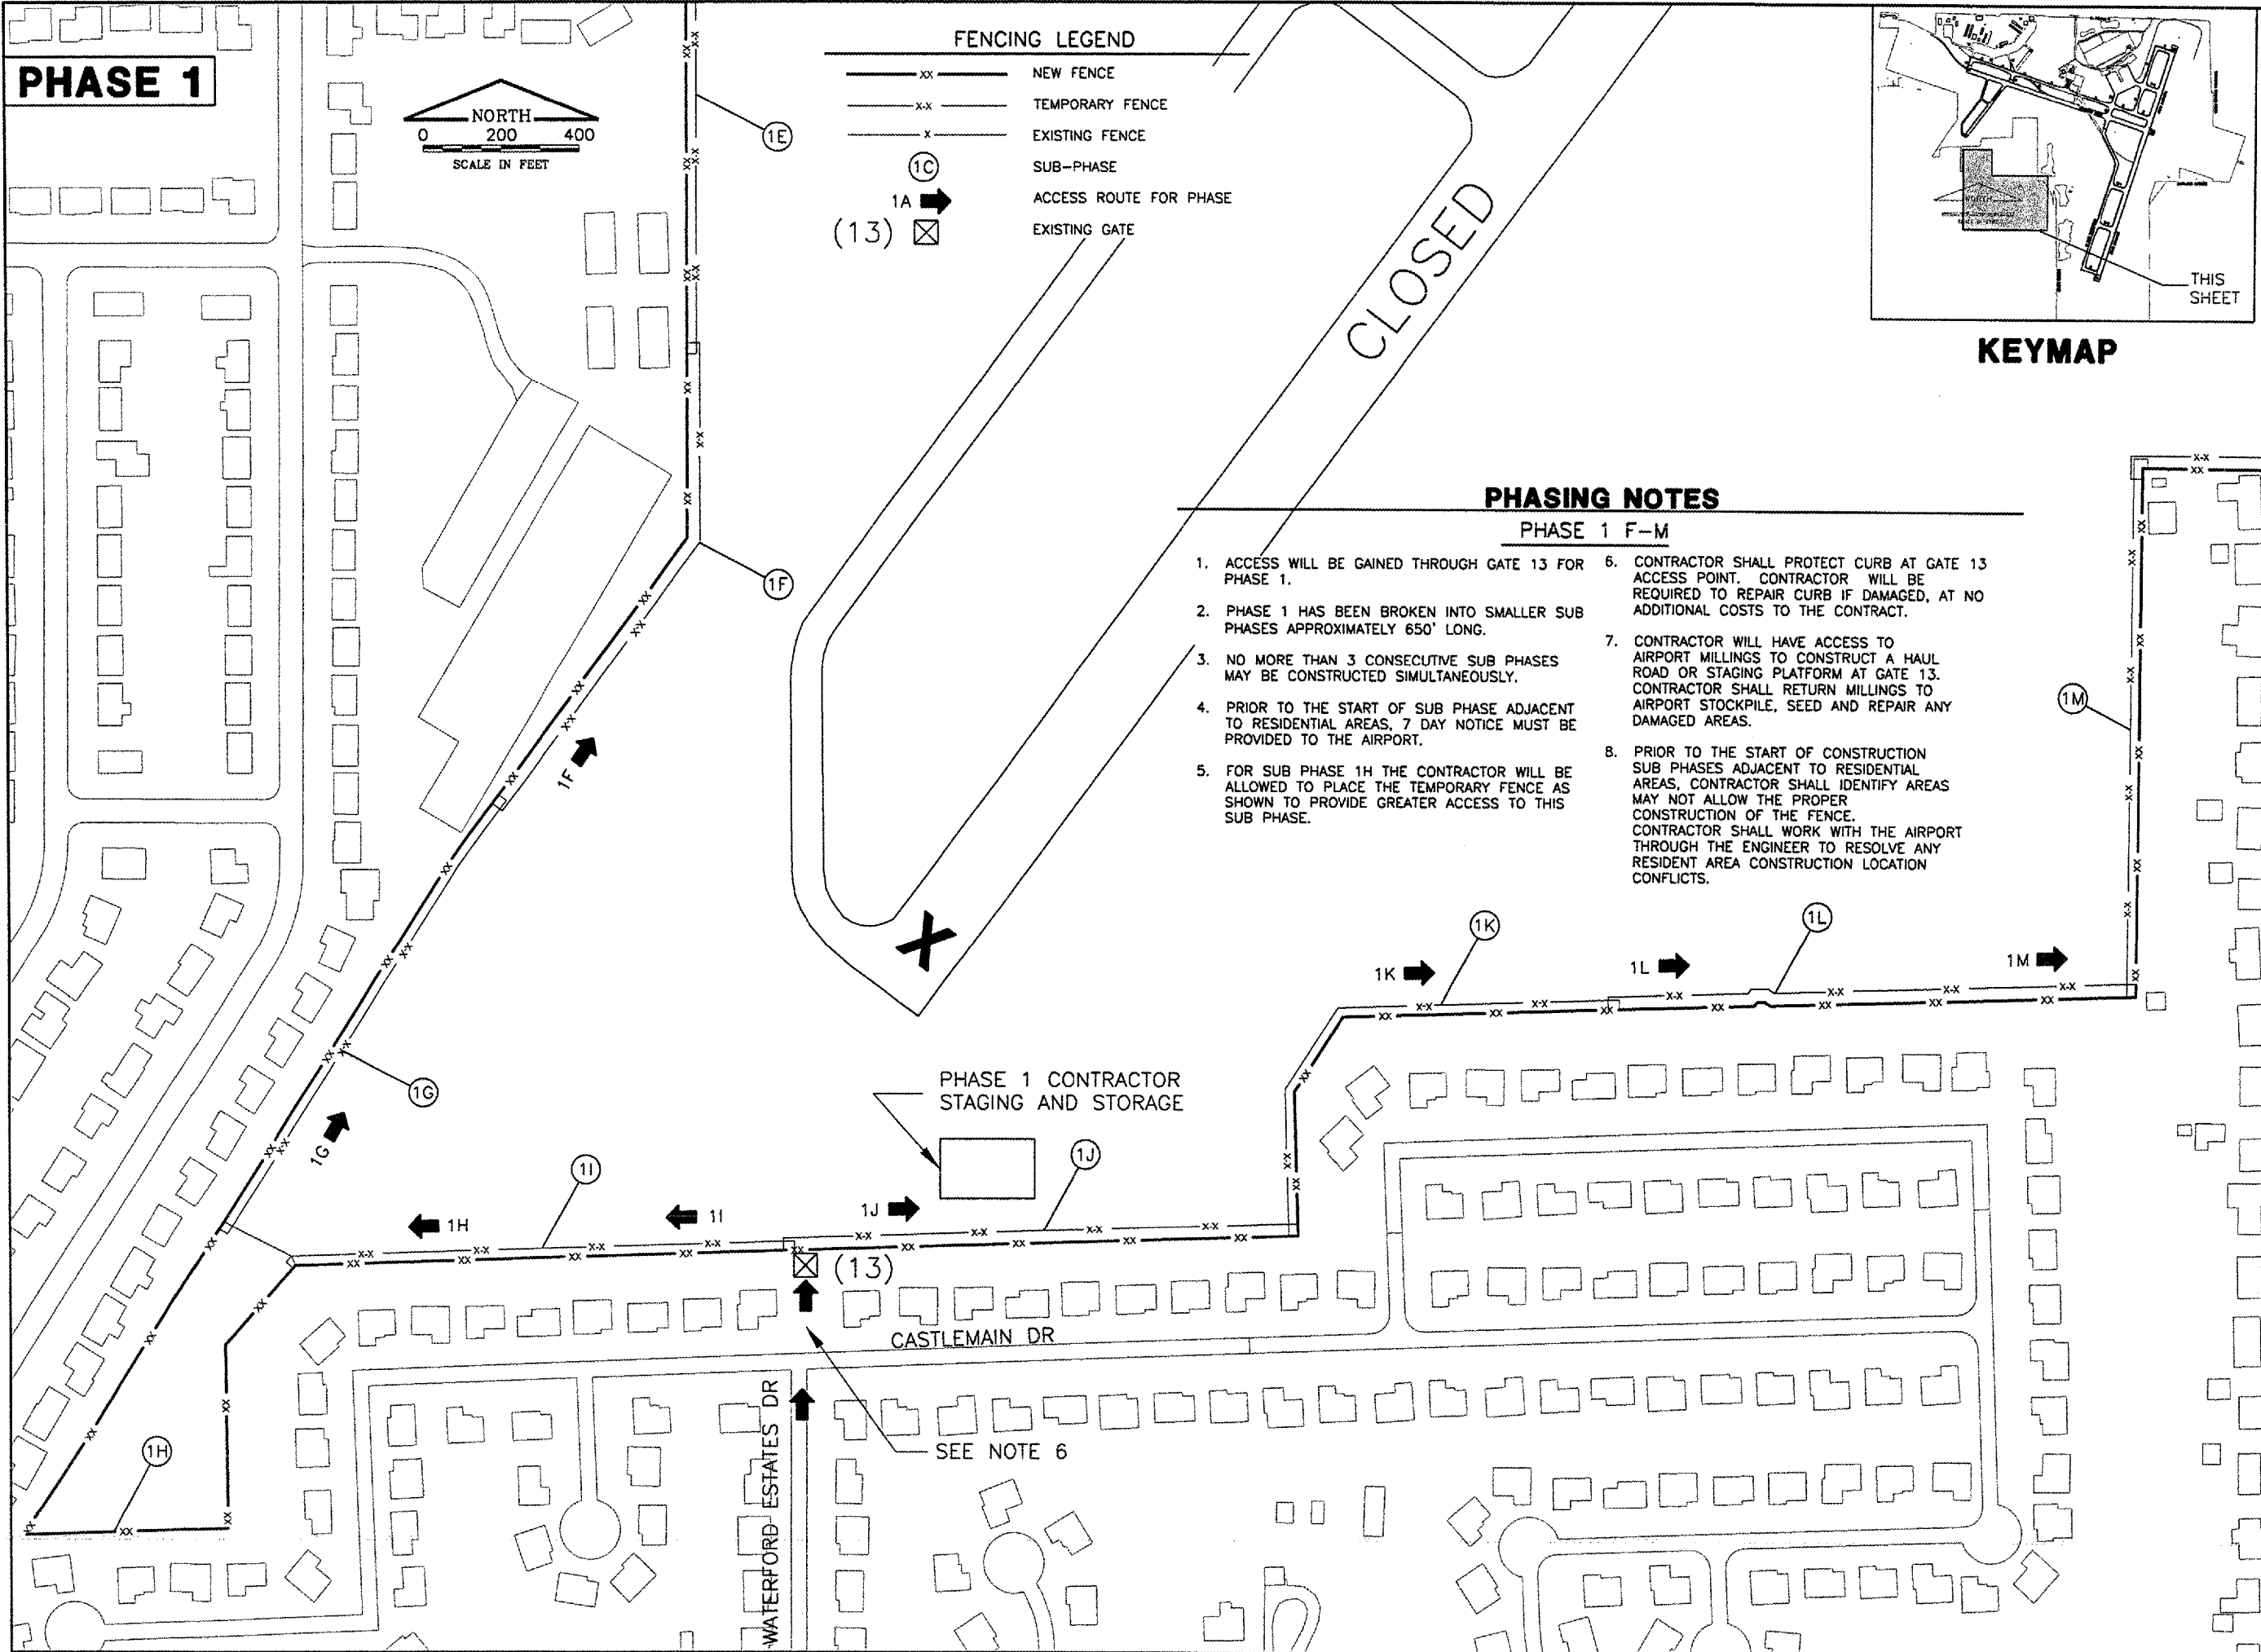 PHASE 1
NORTH
0 200 400
SCALE IN FEET
FENCING LEGEND
XX NEW FENCE
X-X TEMPORARY FENCE
X EXISTING FENCE
1C SUB-PHASE
1A ACCESS ROUTE FOR PHASE
(13) EXISTING GATE
CLOSED
THIS
SHEET
KEYMAP
1E
1F
PHASING NOTES
PHASE 1 F-M
1. ACCESS WILL BE GAINED THROUGH GATE 13 FOR
PHASE 1.
2. PHASE 1 HAS BEEN BROKEN INTO SMALLER SUB
PHASES APPROXIMATELY 650' LONG.
3. NO MORE THAN 3 CONSECUTIVE SUB PHASES
MAY BE CONSTRUCTED SIMULTANEOUSLY.
4. PRIOR TO THE START OF SUB PHASE ADJACENT
TO RESIDENTIAL AREAS, 7 DAY NOTICE MUST BE
PROVIDED TO THE AIRPORT.
5. FOR SUB PHASE 1H THE CONTRACTOR WILL BE
ALLOWED TO PLACE THE TEMPORARY FENCE AS
SHOWN TO PROVIDE GREATER ACCESS TO THIS
SUB PHASE.
6. CONTRACTOR SHALL PROTECT CURB AT GATE 13
ACCESS POINT. CONTRACTOR WILL BE
REQUIRED TO REPAIR CURB IF DAMAGED, AT NO
ADDITIONAL COSTS TO THE CONTRACT.
7. CONTRACTOR WILL HAVE ACCESS TO
AIRPORT MILLINGS TO CONSTRUCT A HAUL
ROAD OR STAGING PLATFORM AT GATE 13.
CONTRACTOR SHALL RETURN MILLINGS TO
AIRPORT STOCKPILE, SEED AND REPAIR ANY
DAMAGED AREAS.
8. PRIOR TO THE START OF CONSTRUCTION
SUB PHASES ADJACENT TO RESIDENTIAL
AREAS, CONTRACTOR SHALL IDENTIFY AREAS
MAY NOT ALLOW THE PROPER
CONSTRUCTION OF THE FENCE.
CONTRACTOR SHALL WORK WITH THE AIRPORT
THROUGH THE ENGINEER TO RESOLVE ANY
RESIDENT AREA CONSTRUCTION LOCATION
CONFLICTS.
1M
1F
X
1K
1L
1K
1L
1M
1G
1G
PHASE 1 CONTRACTOR
STAGING AND STORAGE
1I
1J
1H
1I
1J
(13)
CASTLEMAIN DR
WATERFORD ESTATES DR
SEE NOTE 6
1H